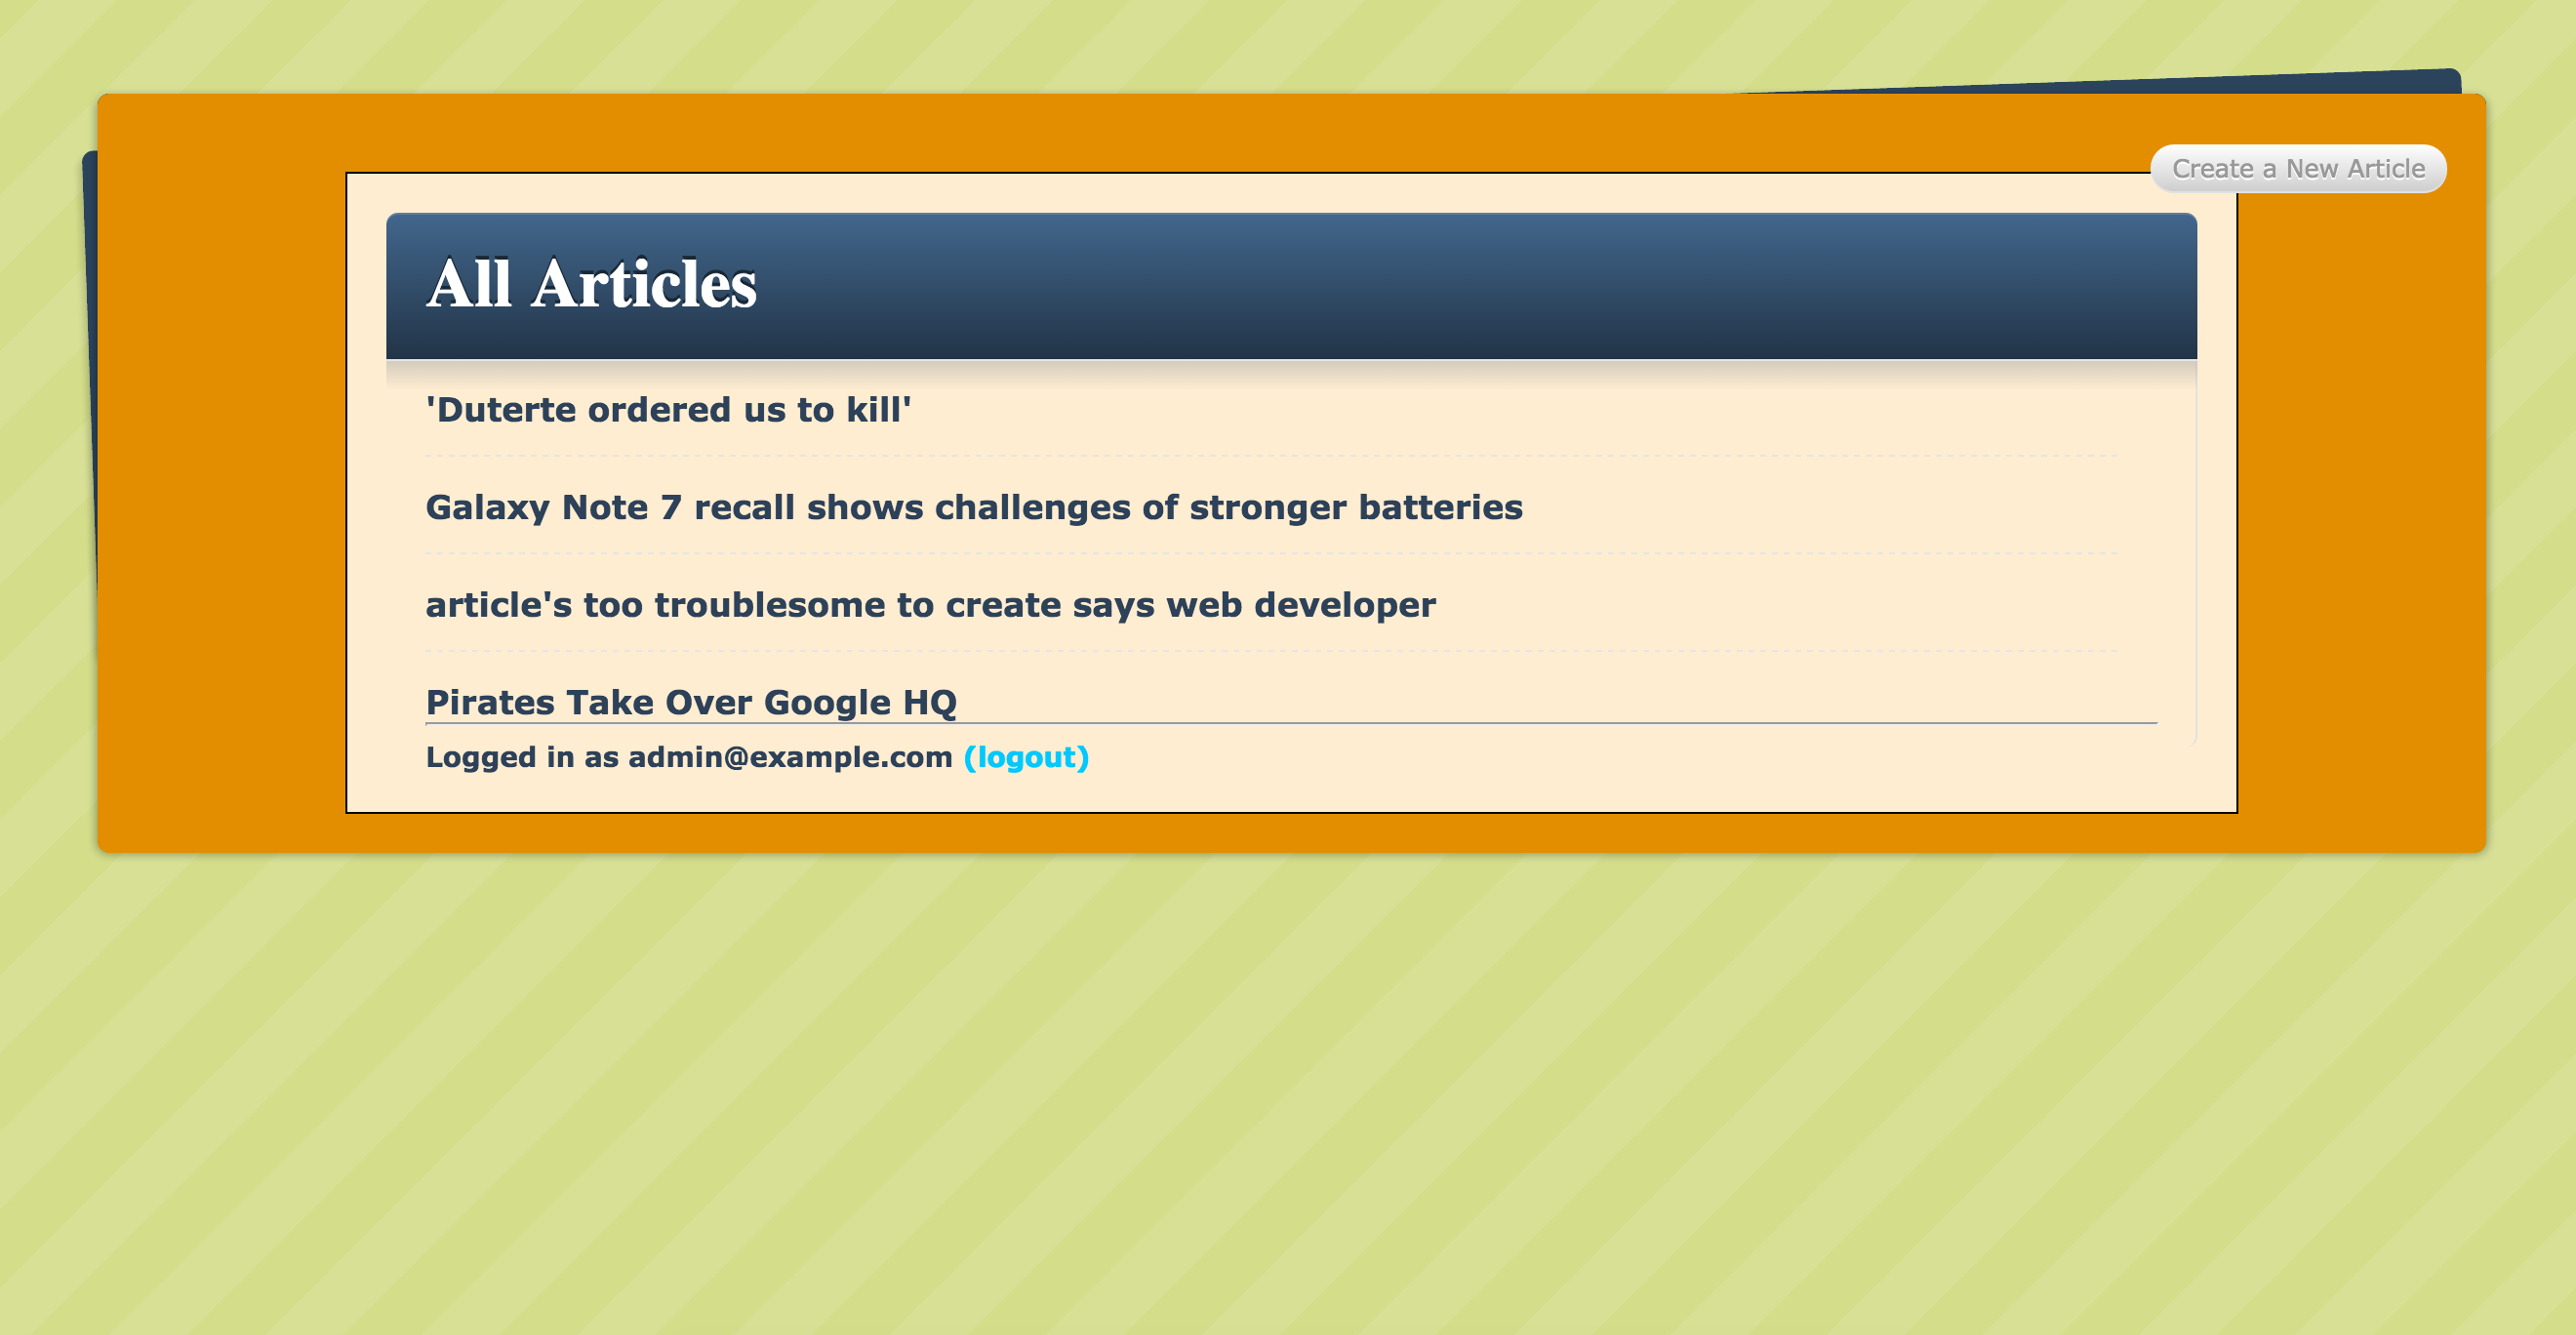 Create a New Article
All Articles
'Duterte ordered us to kill'
Galaxy Note 7 recall shows challenges of stronger batteries
article's too troublesome to create says web developer
Pirates Take Over Google HQ
Logged in as admin@example.com (logout)